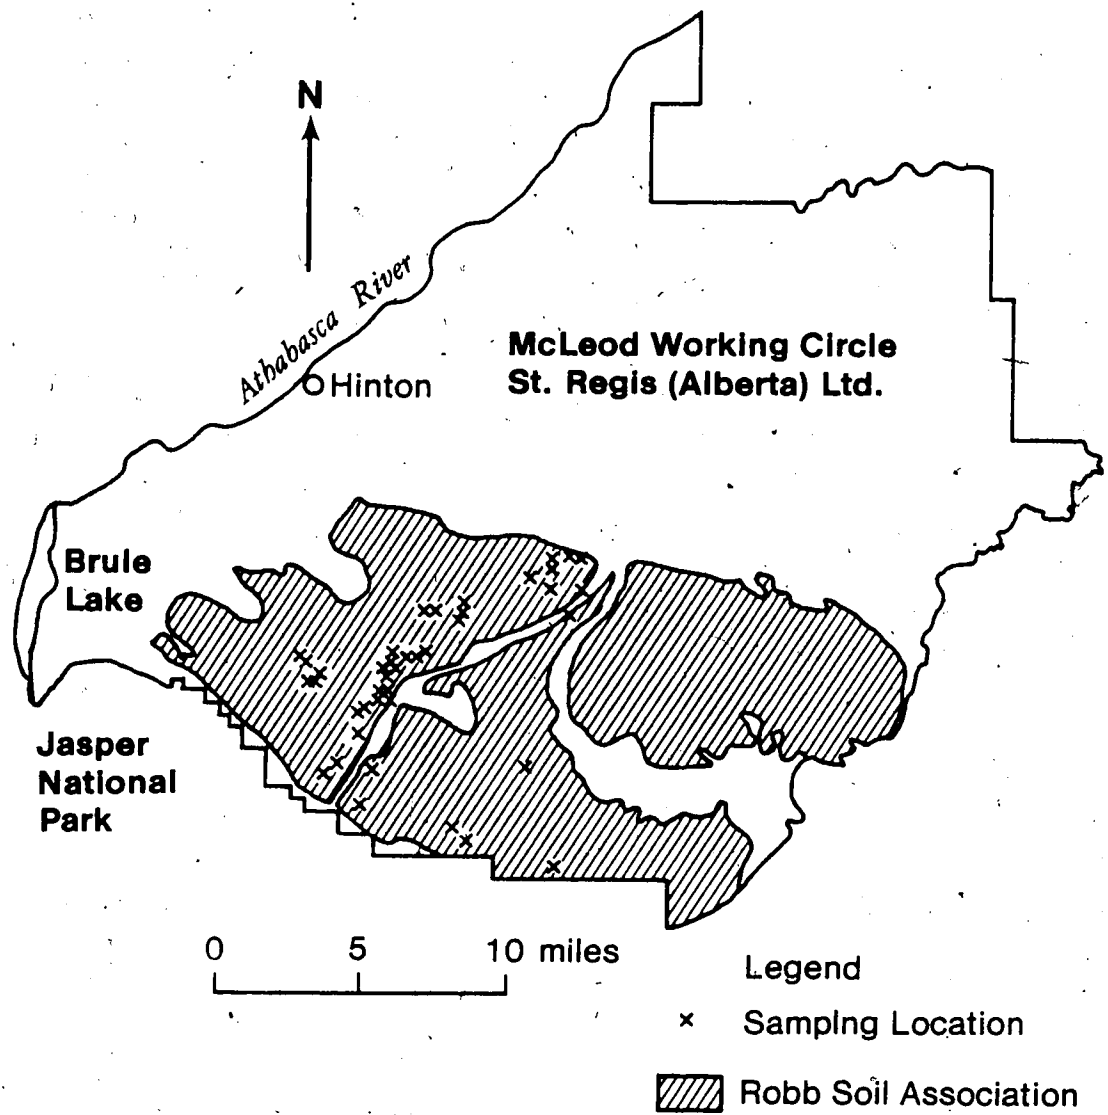 N
Athabasca River
McLeod Working Circle
St. Regis (Alberta) Ltd.
Hinton
Brule
Lake
Jasper
National
Park
0 5 10 miles
Legend
x SampIng Location
Robb Soil Association